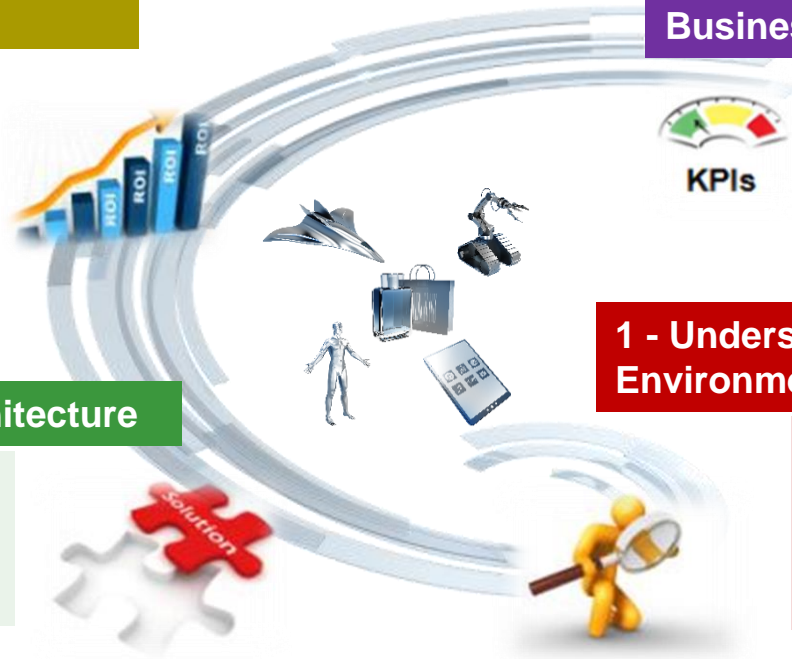 Busines
KPIs
ROI
ROI
ROI
ROI
1 - Unders
Environme
itecture
Solution